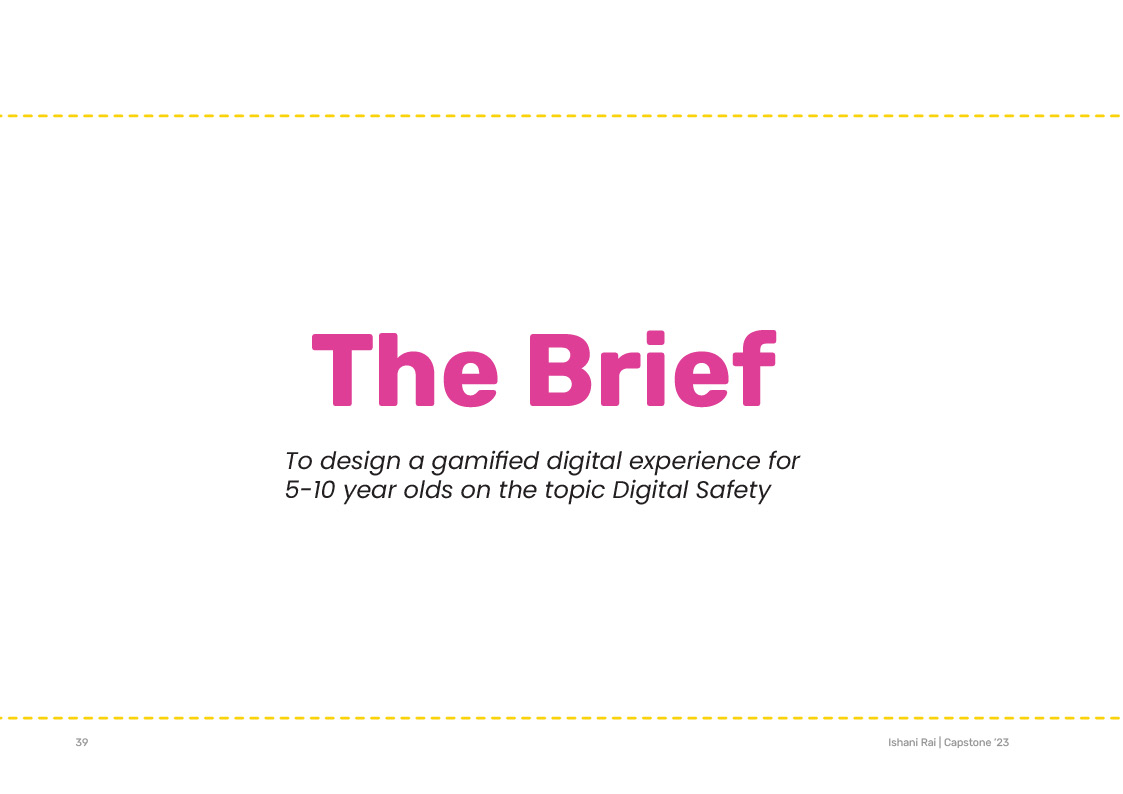 The Brief
To design a gamified digital experience for
5-10 year olds on the topic Digital Safety
39
Ishani Rai | Capstone '23